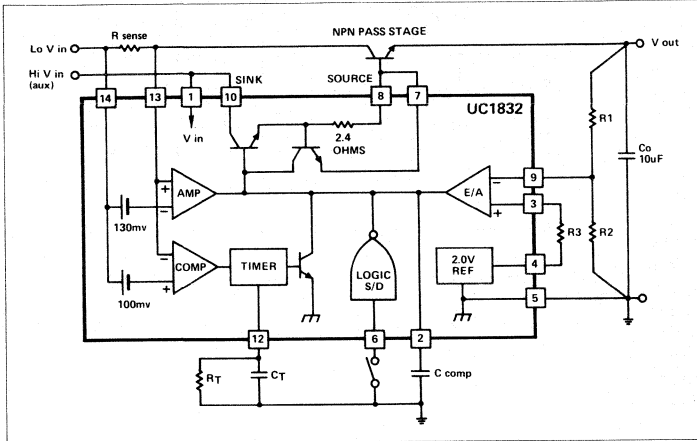 NPN PASS STAGE
Lo V in
R sense
V out
Hi V in
(aux)
SINK
SOURCE
14
13
1
10
8
7
UC1832
V in
2.4
OHMS
R1
Co
10uF
+
AMP
−
E/A
−
+
9
3
130mv
R3
R2
−
COMP
+
TIMER
LOGIC
S/D
2.0V
REF
4
100mv
5
12
6
2
RT
CT
C comp